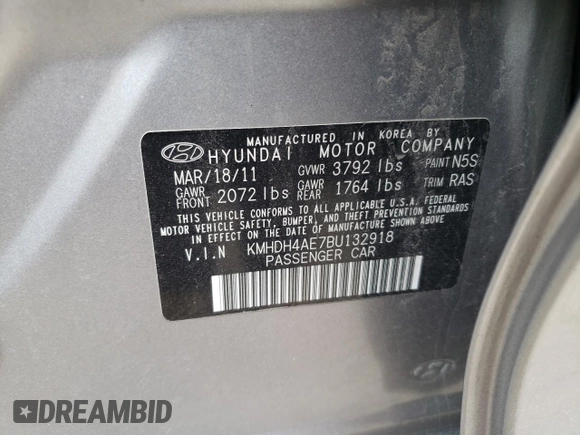 MANUFACTURED IN KOREA BY
HYUNDAI MOTOR COMPANY
MAR/18/11 GVWR 3792 lbs PAINT N5S
GAWR FRONT 2072 lbs GAWR REAR 1764 lbs TRIM RAS
THIS VEHICLE CONFORMS TO ALL APPLICABLE U.S.A. FEDERAL
MOTOR VEHICLE SAFETY, BUMPER, AND THEFT PREVENTION STANDARDS
IN EFFECT ON THE DATE OF MANUFACTURE SHOWN ABOVE.
V.I.N KMHDH4AE7BU132918
PASSENGER CAR
DREAMBID